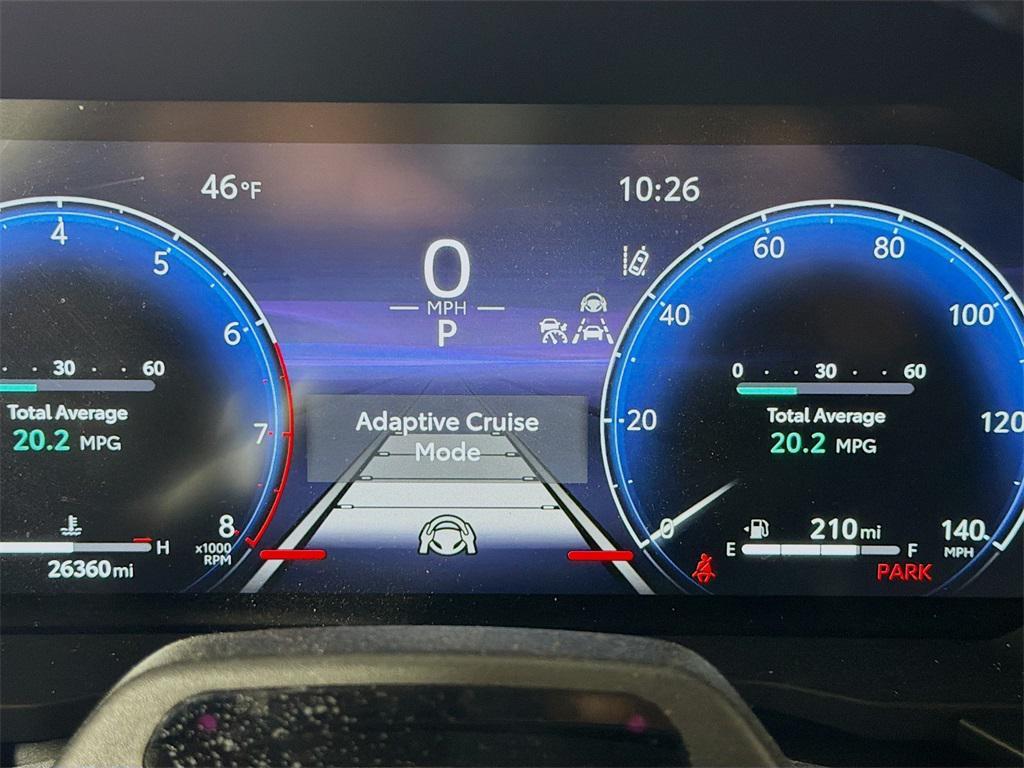 46°F
10:26
4
5
6
7
8
x1000
RPM
0
MPH
P
30 60
Total Average
20.2 MPG
H
26360mi
Adaptive Cruise
Mode
0
20
40
60
80
100
120
140
MPH
0 30 60
Total Average
20.2 MPG
210mi
E F
PARK